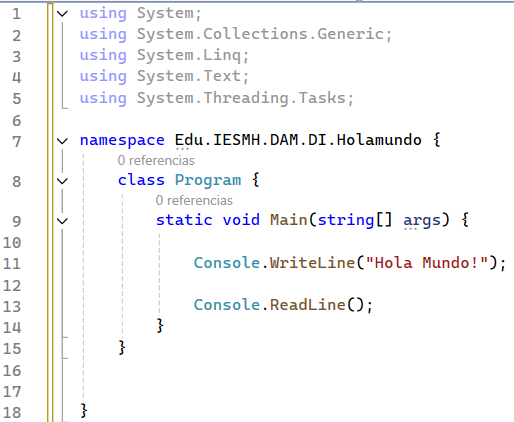 1 using System;
2 using System.Collections.Generic;
3 using System.Linq;
4 using System.Text;
5 using System.Threading.Tasks;
6
7 namespace Edu.IESMH.DAM.DI.Holamundo {
0 referencias
8 class Program {
0 referencias
9 static void Main(string[] args) {
10
11 Console.WriteLine("Hola Mundo!");
12
13 Console.ReadLine();
14 }
15 }
16
17
18 }